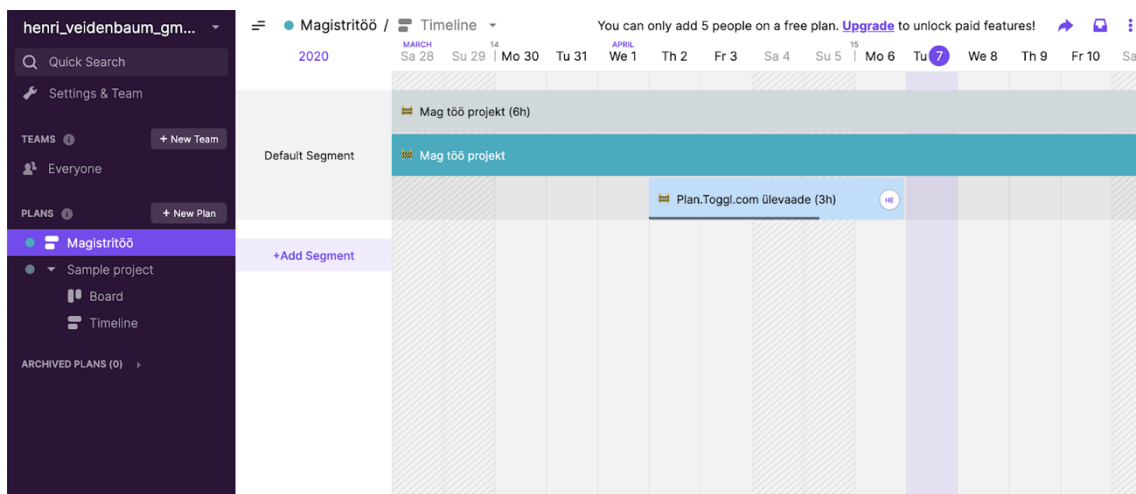 henri_veidenbaum_gm...
Quick Search
Settings & Team
TEAMS
+ New Team
Everyone
PLANS
+ New Plan
Magistritöö
Sample project
Board
Timeline
ARCHIVED PLANS (0)
Magistritöö / Timeline
You can only add 5 people on a free plan. Upgrade to unlock paid features!
MARCH 14 APRIL 15
2020 Sa 28 Su 29 Mo 30 Tu 31 We 1 Th 2 Fr 3 Sa 4 Su 5 Mo 6 Tu 7 We 8 Th 9 Fr 10 Sa
Default Segment
Mag töö projekt (6h)
Mag töö projekt
Plan.Toggl.com ülevaade (3h) HE
+Add Segment